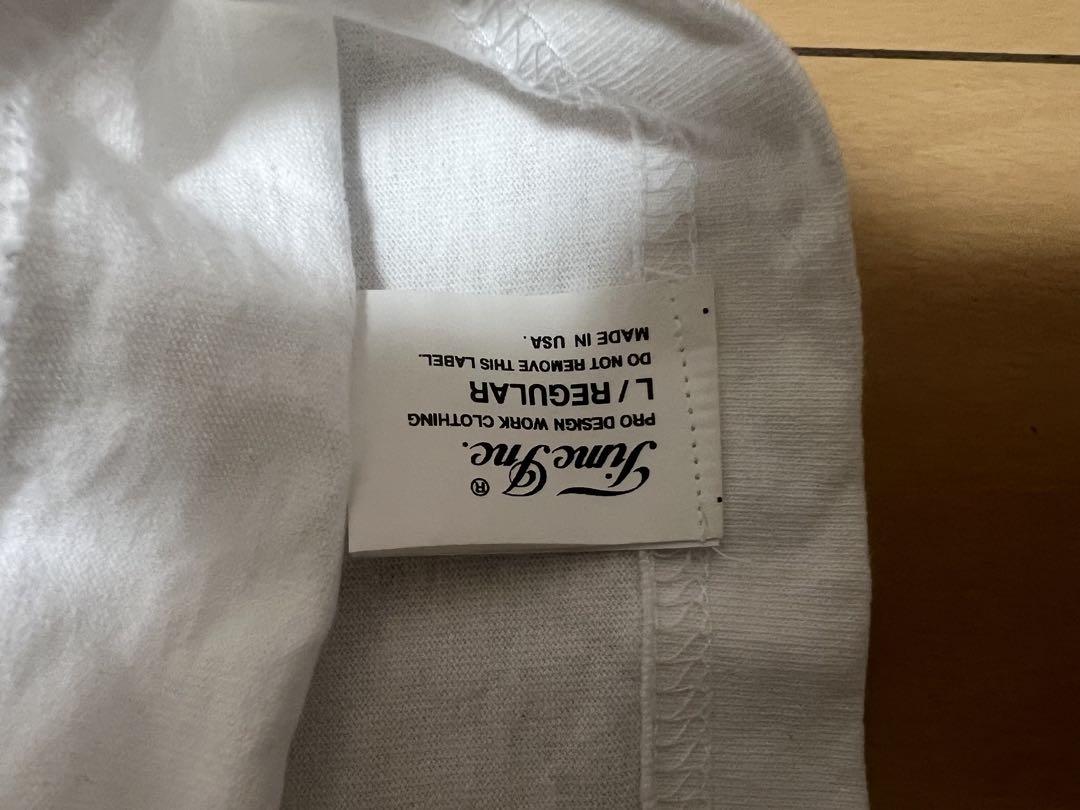 Time Inc.®
PRO DESIGN WORK CLOTHING
L / REGULAR
DO NOT REMOVE THIS LABEL.
MADE IN USA.